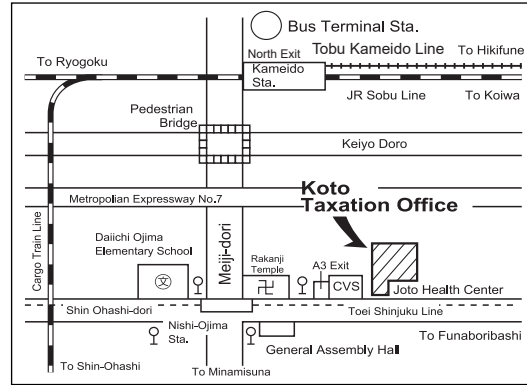 Bus Terminal Sta.
To Ryogoku
North Exit
Tobu Kameido Line
To Hikifune
Kameido
Sta.
JR Sobu Line
To Koiwa
Pedestrian
Bridge
Keiyo Doro
Koto
Taxation Office
Metropolian Expressway No.7
Cargo Train Line
Meiji-dori
Daiichi Ojima
Elementary School
文
Rakanji
Temple
卍
A3 Exit
CVS
Joto Health Center
Shin Ohashi-dori
Toei Shinjuku Line
Nishi-Ojima
Sta.
To Funaboribashi
General Assembly Hall
To Shin-Ohashi
To Minamisuna